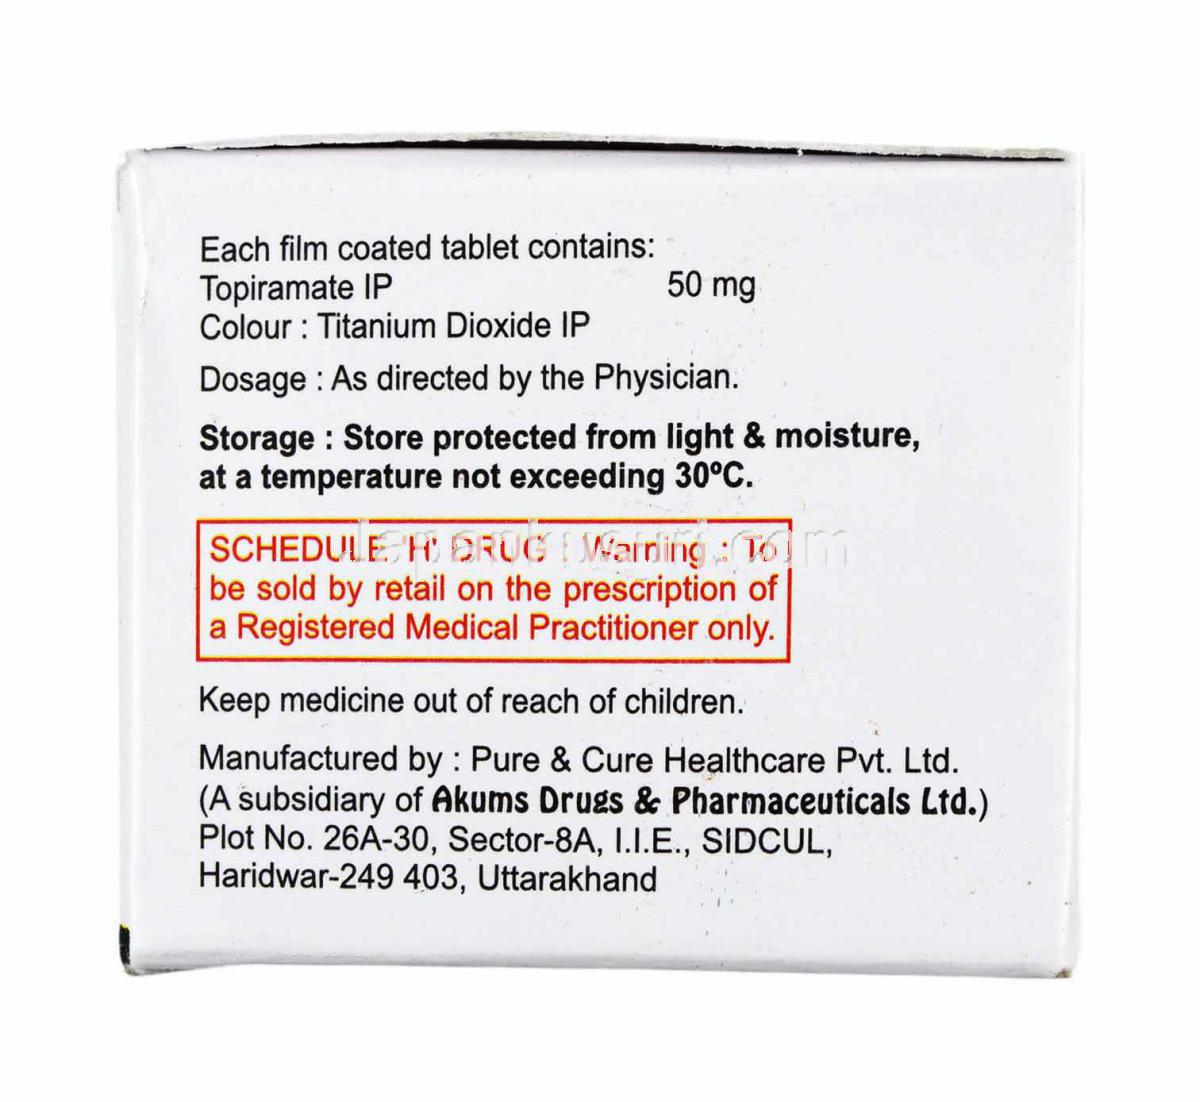 Each film coated tablet contains:
Topiramate IP 50 mg
Colour : Titanium Dioxide IP
Dosage : As directed by the Physician.
Storage : Store protected from light & moisture,
at a temperature not exceeding 30ºC.
SCHEDULE 'H' DRUG : Warning : To
be sold by retail on the prescription of
a Registered Medical Practitioner only.
Keep medicine out of reach of children.
Manufactured by : Pure & Cure Healthcare Pvt. Ltd.
(A subsidiary of Akums Drugs & Pharmaceuticals Ltd.)
Plot No. 26A-30, Sector-8A, I.I.E., SIDCUL,
Haridwar-249 403, Uttarakhand